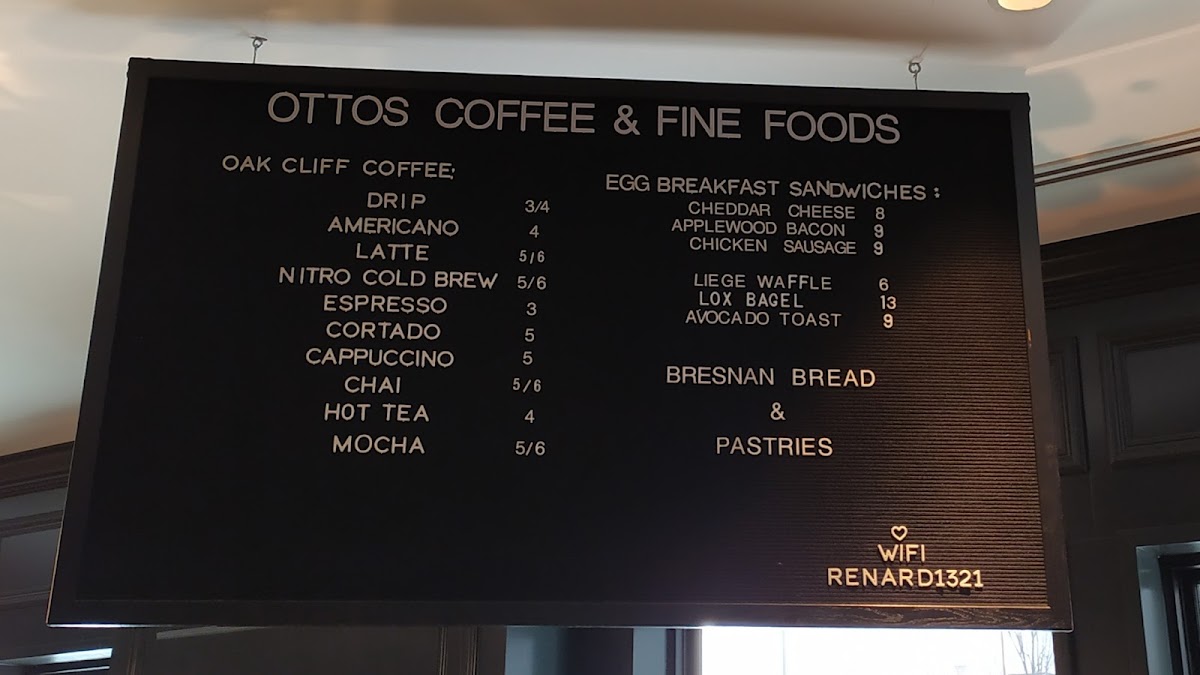 OTTOS COFFEE & FINE FOODS
OAK CLIFF COFFEE:
DRIP 3/4
AMERICANO 4
LATTE 5/6
NITRO COLD BREW 5/6
ESPRESSO 3
CORTADO 5
CAPPUCCINO 5
CHAI 5/6
HOT TEA 4
MOCHA 5/6
EGG BREAKFAST SANDWICHES:
CHEDDAR CHEESE 8
APPLEWOOD BACON 9
CHICKEN SAUSAGE 9
LIEGE WAFFLE 6
LOX BAGEL 13
AVOCADO TOAST 9
BRESNAN BREAD
&
PASTRIES
WIFI
RENARD1321